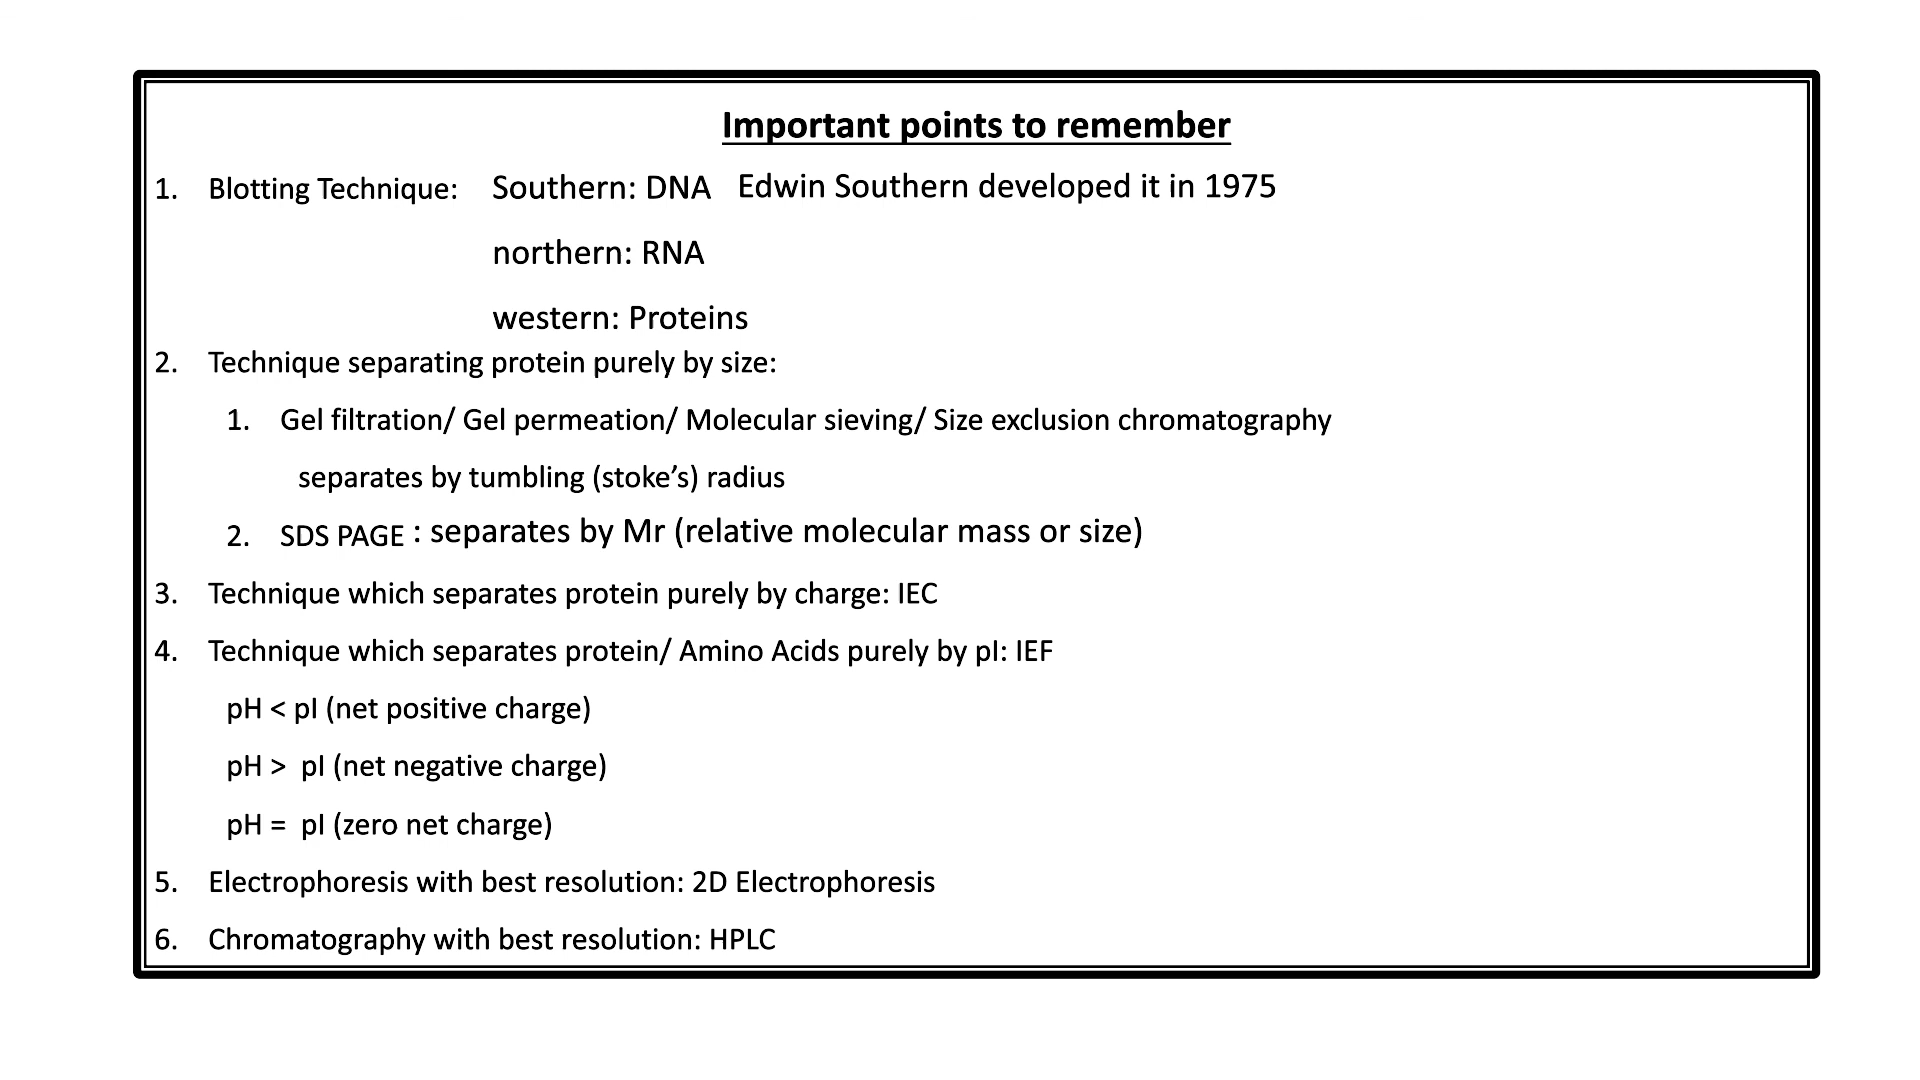 Important points to remember
1. Blotting Technique: Southern: DNA Edwin Southern developed it in 1975
northern: RNA
western: Proteins
2. Technique separating protein purely by size:
1. Gel filtration/ Gel permeation/ Molecular sieving/ Size exclusion chromatography
separates by tumbling (stoke’s) radius
2. SDS PAGE : separates by Mr (relative molecular mass or size)
3. Technique which separates protein purely by charge: IEC
4. Technique which separates protein/ Amino Acids purely by pI: IEF
pH < pI (net positive charge)
pH > pI (net negative charge)
pH = pI (zero net charge)
5. Electrophoresis with best resolution: 2D Electrophoresis
6. Chromatography with best resolution: HPLC